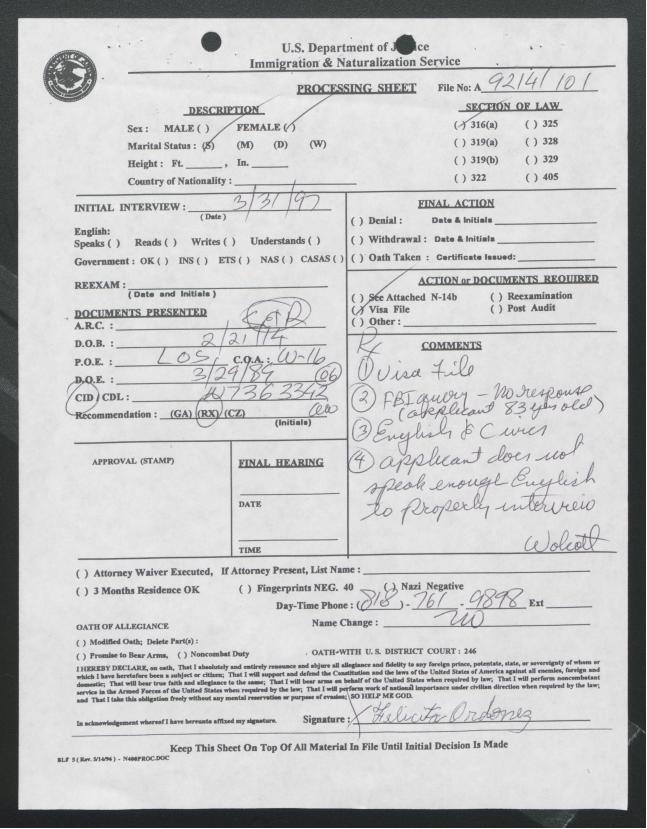 U.S. Department of J ice
Immigration & Naturalization Service
PROCESSING SHEET File No: A 92141101
DESCRIPTION
Sex : MALE ( ) FEMALE (/)
Marital Status : (S) (M) (D) (W)
Height : Ft. ____ , In. ____
Country of Nationality : ____
SECTION OF LAW
(/) 316(a) ( ) 325
( ) 319(a) ( ) 328
( ) 319(b) ( ) 329
( ) 322 ( ) 405
INITIAL INTERVIEW : 3/31/97
(Date)
English:
Speaks ( ) Reads ( ) Writes ( ) Understands ( )
Government : OK ( ) INS ( ) ETS ( ) NAS ( ) CASAS ( )
REEXAM : ____
(Date and Initials)
DOCUMENTS PRESENTED
A.R.C. :
D.O.B. : 2/21/14
P.O.E. : LOS, C.O.A. : W-16
D.O.E. : 3/29/89 06
CID / CDL : N7363342
Recommendation : (GA) (RX) (CZ)
(Initials)
FINAL ACTION
( ) Denial : Date & Initials
( ) Withdrawal : Date & Initials
( ) Oath Taken : Certificate Issued:
ACTION or DOCUMENTS REQUIRED
( ) See Attached N-14b ( ) Reexamination
(/) Visa File ( ) Post Audit
( ) Other :
Rx COMMENTS
1 Visa File
2 FBI query - No response
(applicant 83 yrs old)
3 English & Civics
4 applicant does not
speak enough English
to properly interview
Wolcott
APPROVAL (STAMP)
FINAL HEARING
DATE
TIME
( ) Attorney Waiver Executed, If Attorney Present, List Name :
( ) 3 Months Residence OK ( ) Fingerprints NEG. 40 ( ) Nazi Negative
Day-Time Phone : (818) - 761 - 9898 Ext
Name Change :
OATH OF ALLEGIANCE
( ) Modified Oath; Delete Part(s) :
( ) Promise to Bear Arms, ( ) Noncombat Duty
OATH-WITH U.S. DISTRICT COURT : 246
I HEREBY DECLARE, on oath, That I absolutely and entirely renounce and abjure all allegiance and fidelity to any foreign prince, potentate, state, or sovereignty of whom or
which I have heretofore been a subject or citizen; That I will support and defend the Constitution and the laws of the United States of America against all enemies, foreign and
domestic; That will bear true faith and allegiance to the same; That I will bear arms on behalf of the United States when required by law; That I will perform noncombatant
service in the Armed Forces of the United States when required by the law; That I will perform work of national importance under civilian direction when required by the law;
and That I take this obligation freely without any mental reservation or purpose of evasion; SO HELP ME GOD.
In acknowledgement whereof I have hereunto affixed my signature. Signature : X Felicita Ordonez
Keep This Sheet On Top Of All Material In File Until Initial Decision Is Made
BLF 5 ( Rev. 5/14/96 ) - N400PROC.DOC